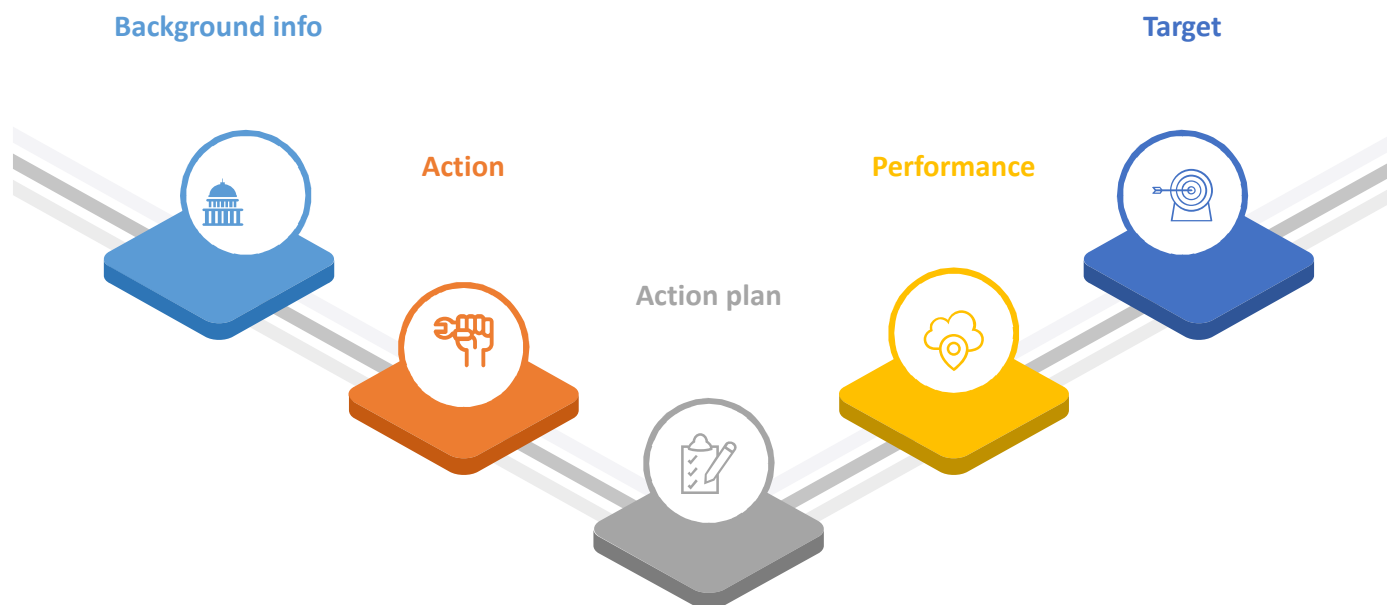 Background info
Target
Action
Performance
Action plan